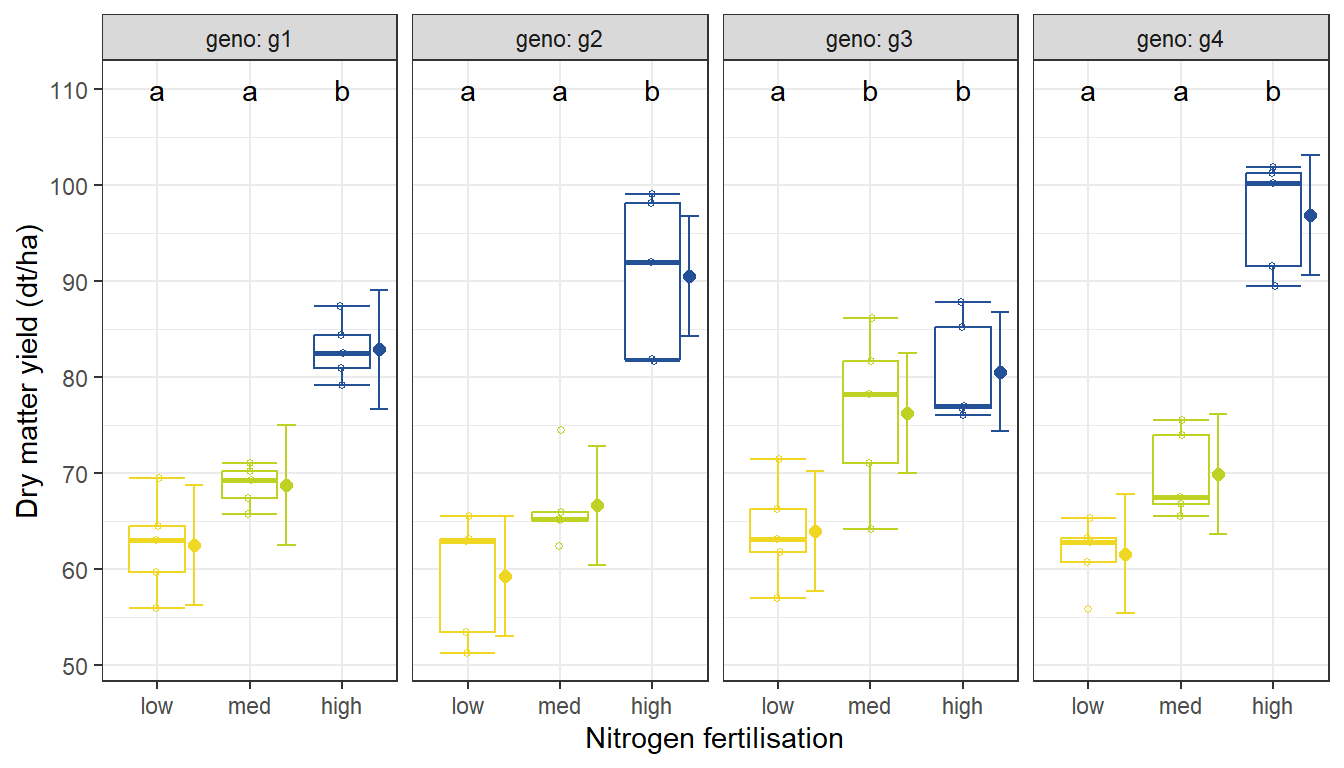 geno: g1 geno: g2 geno: g3 geno: g4
110 a a b a a b a b b a a b
100
90
80
70
60
50
low med high low med high low med high low med high
Nitrogen fertilisation
Dry matter yield (dt/ha)